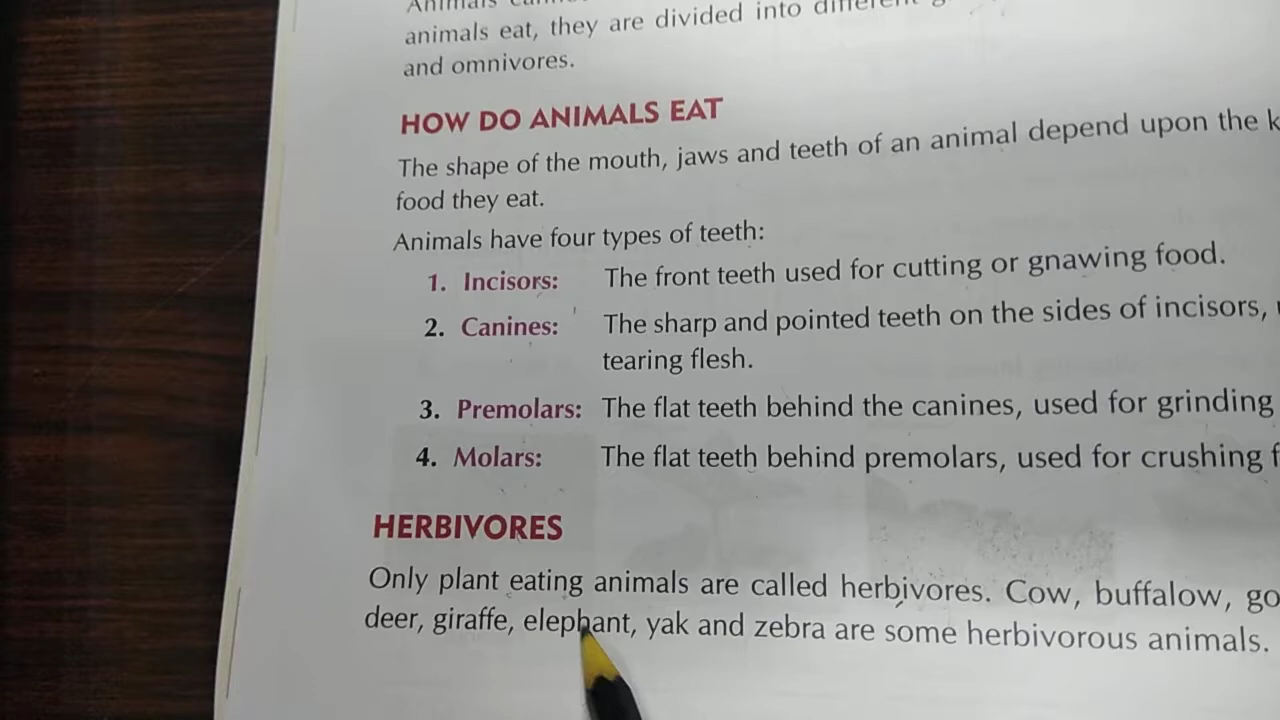 Animals
animals eat, they are divided into different
and omnivores.
HOW DO ANIMALS EAT
The shape of the mouth, jaws and teeth of an animal depend upon the
food they eat.
Animals have four types of teeth:
1. Incisors: The front teeth used for cutting or gnawing food.
2. Canines: The sharp and pointed teeth on the sides of incisors,
tearing flesh.
3. Premolars: The flat teeth behind the canines, used for grinding
4. Molars: The flat teeth behind premolars, used for crushing
HERBIVORES
Only plant eating animals are called herbivores. Cow, buffalow,
deer, giraffe, elephant, yak and zebra are some herbivorous animals.